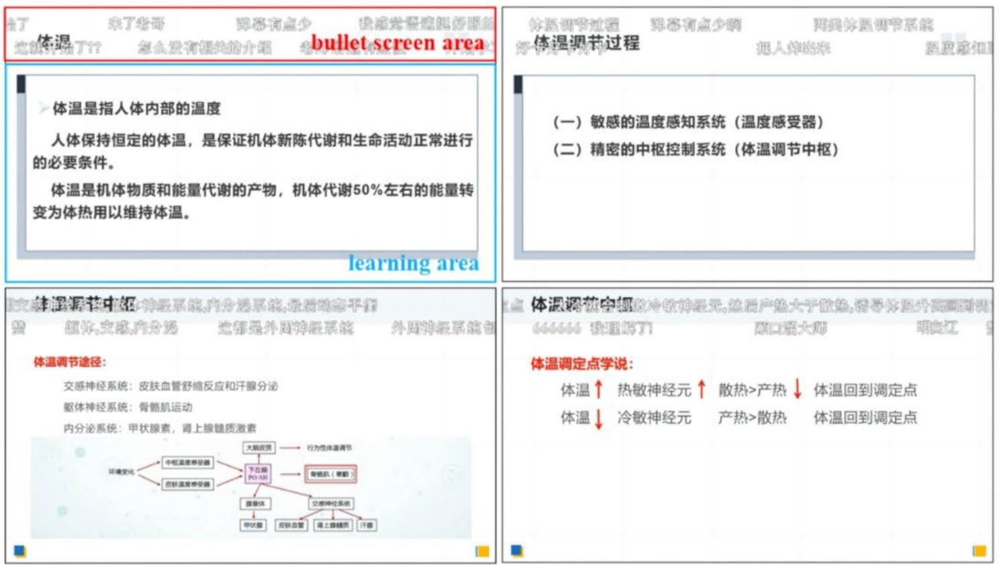 来了老哥 弹幕有点少 我感觉语速挺舒服的
体温
bullet screen area
这就开始了?? 怎么没有相关的介绍
体温是指人体内部的温度
人体保持恒定的体温，是保证机体新陈代谢和生命活动正常进行
的必要条件。
体温是机体物质和能量代谢的产物，机体代谢50%左右的能量转
变为体热用以维持体温。
learning area
体温调节过程 弹幕有点少啊 两类体温调节系统
体温调节过程
把人炸出来 温度感知
（一）敏感的温度感知系统（温度感受器）
（二）精密的中枢控制系统（体温调节中枢）
体温调节中枢
神经系统,内分泌系统,最后动态平衡
赞 躯体,交感,内分泌 这都是外周神经系统 外周神经系统包
体温调节途径：
交感神经系统：皮肤血管舒缩反应和汗腺分泌
躯体神经系统：骨骼肌运动
内分泌系统：甲状腺素，肾上腺髓质激素
大脑皮质 行为性体温调节
中枢温度感受器
环境变化 下丘脑 PO/AH 骨骼肌（寒颤）
皮肤温度感受器
腺垂体 交感神经系统
甲状腺 皮肤血管 肾上腺髓质 汗腺
体温调节中枢
冷敏神经元,然后产热大于散热,诱导体温升高回到
666666 我理解了! 顺口溜大师 明白江
体温调定点学说：
体温↑ 热敏神经元↑ 散热>产热↓ 体温回到调定点
体温↓ 冷敏神经元 产热>散热 体温回到调定点